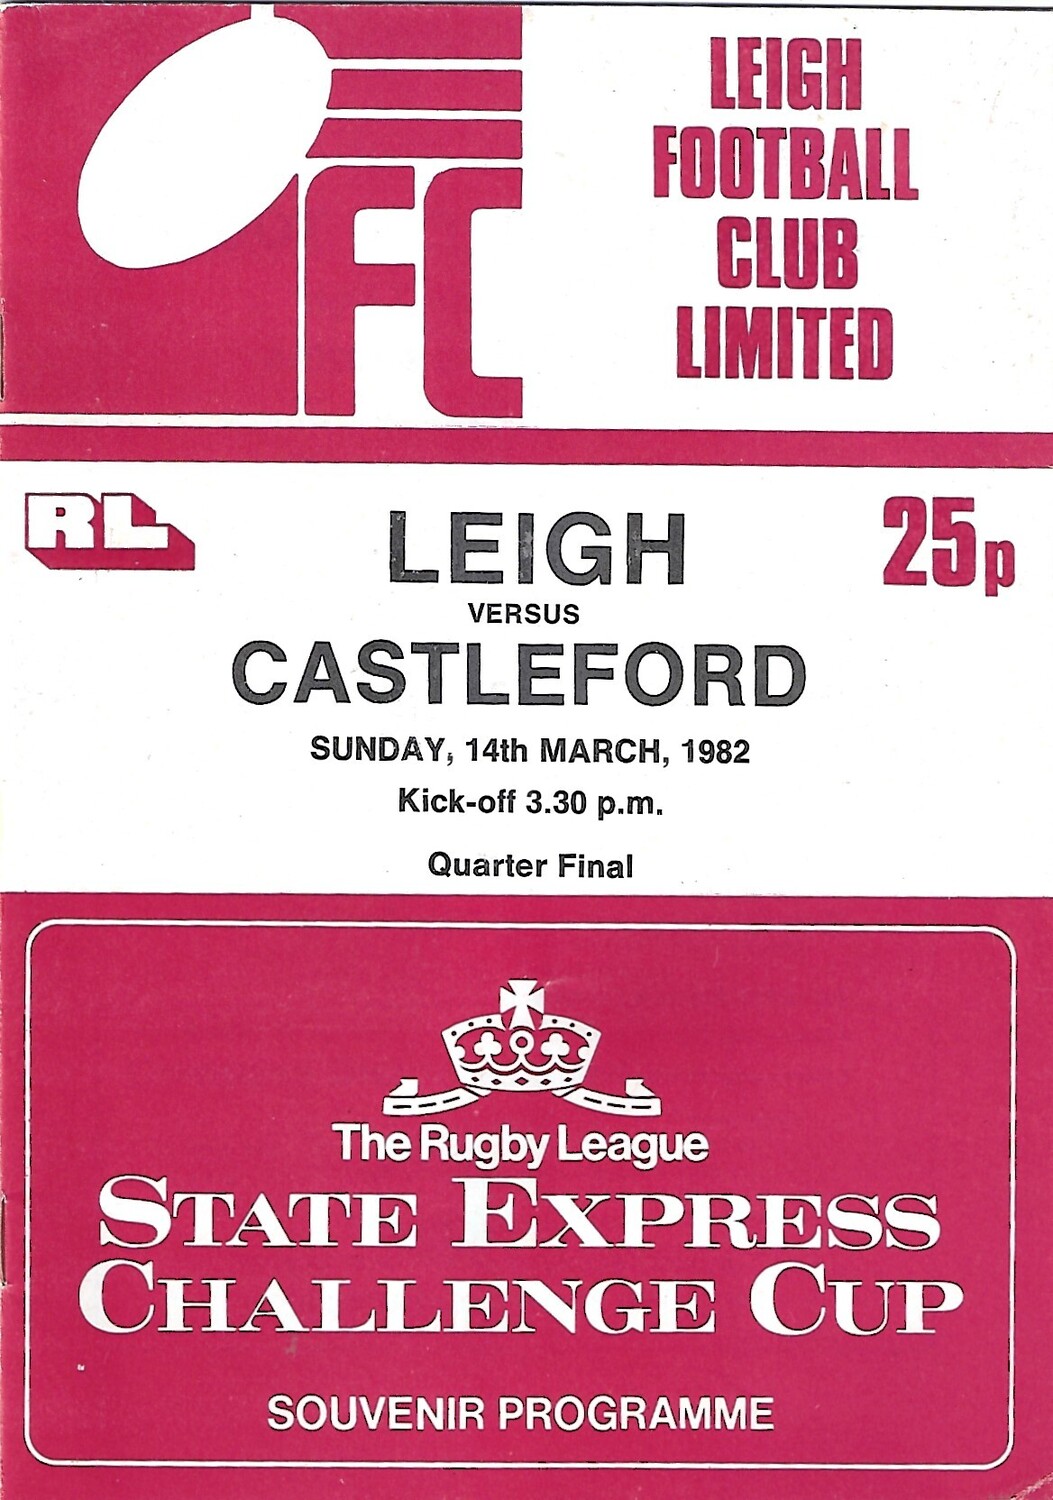 LEIGH
FOOTBALL
CLUB
LIMITED
FC
RL
25p
LEIGH
VERSUS
CASTLEFORD
SUNDAY, 14th MARCH, 1982
Kick-off 3.30 p.m.
Quarter Final
The Rugby League
STATE EXPRESS
CHALLENGE CUP
SOUVENIR PROGRAMME